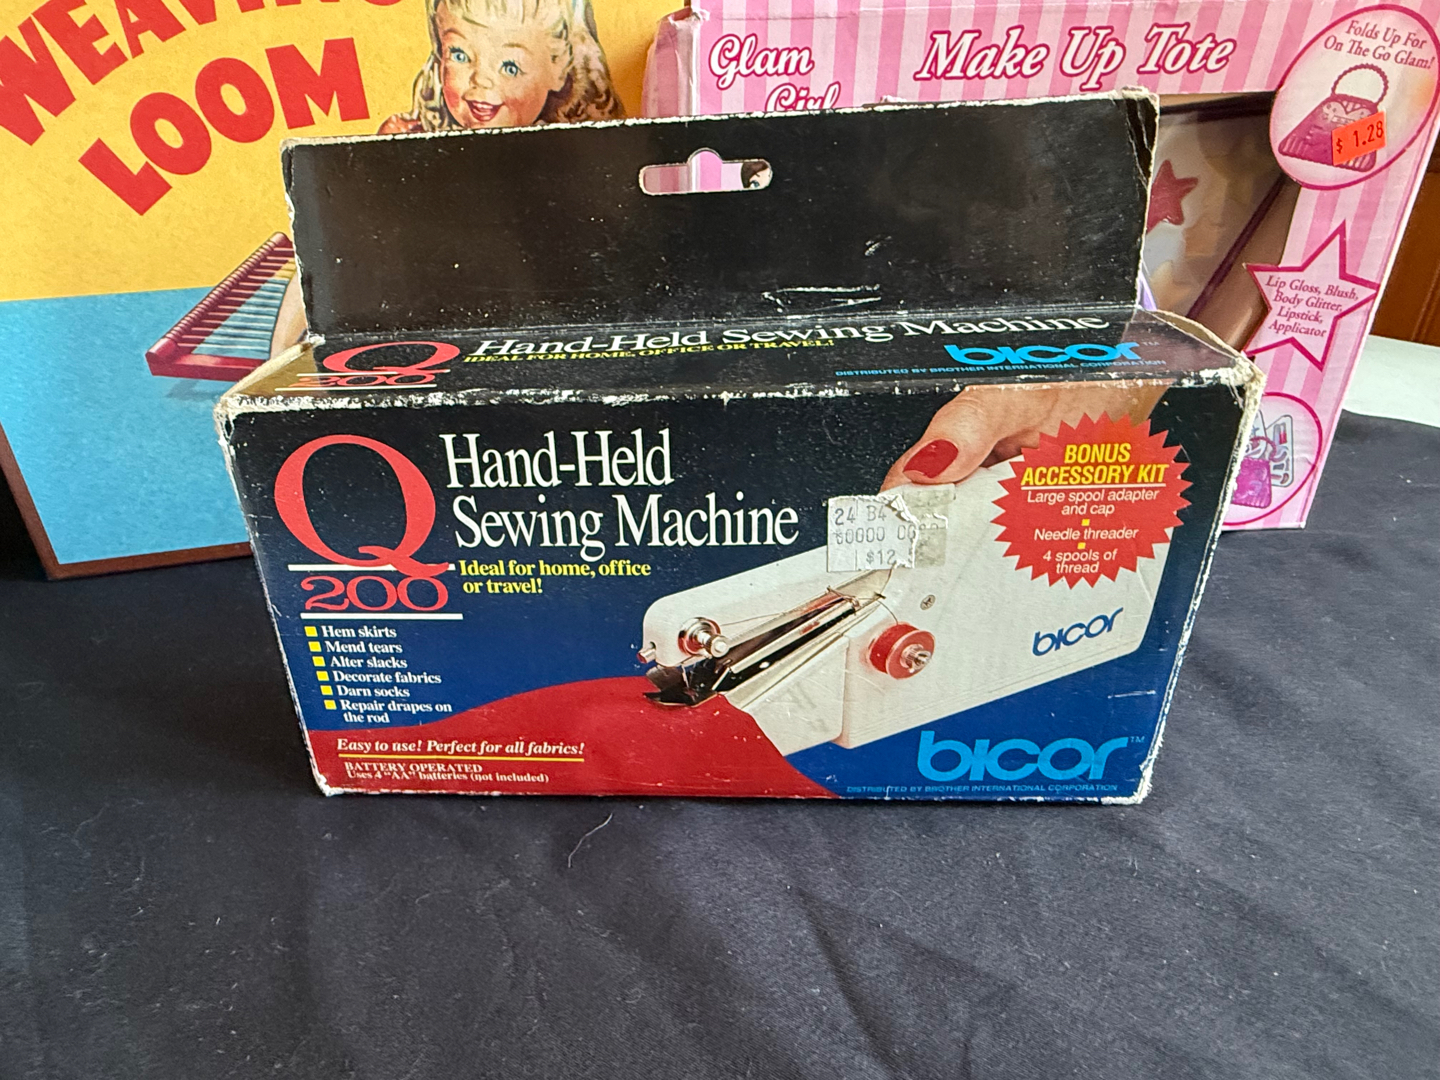 WEAVING
LOOM
Glam
Girl
Make Up Tote
Folds Up For
On The Go Glam!
$ 1.28
Lip Gloss, Blush,
Body Glitter,
Lipstick,
Applicator
Q
200
Hand-Held Sewing Machine
IDEAL FOR HOME, OFFICE OR TRAVEL!
bicor™
DISTRIBUTED BY BROTHER INTERNATIONAL CORPORATION
Q
200
Hand-Held
Sewing Machine
Ideal for home, office
or travel!
Hem skirts
Mend tears
Alter slacks
Decorate fabrics
Darn socks
Repair drapes on
the rod
Easy to use! Perfect for all fabrics!
BATTERY OPERATED
Uses 4 "AA" batteries (not included)
24 B4
$12
BONUS
ACCESSORY KIT
Large spool adapter
and cap
Needle threader
4 spools of
thread
bicor
bicor™
DISTRIBUTED BY BROTHER INTERNATIONAL CORPORATION